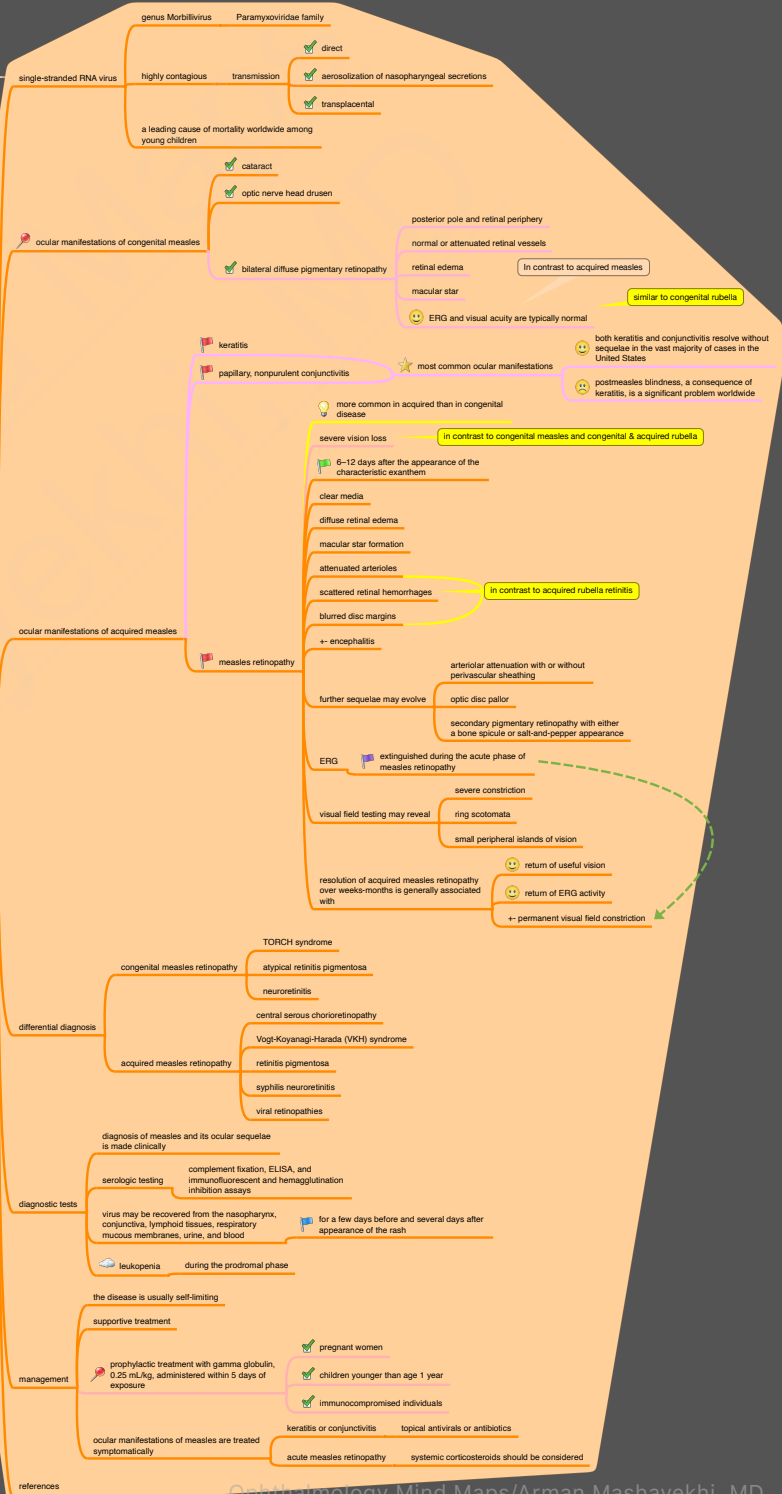 genus Morbillivirus
Paramyxoviridae family
single-stranded RNA virus
highly contagious
transmission
direct
aerosolization of nasopharyngeal secretions
transplacental
a leading cause of mortality worldwide among
young children
ocular manifestations of congenital measles
cataract
optic nerve head drusen
bilateral diffuse pigmentary retinopathy
posterior pole and retinal periphery
normal or attenuated retinal vessels
retinal edema
macular star
ERG and visual acuity are typically normal
In contrast to acquired measles
similar to congenital rubella
ocular manifestations of acquired measles
keratitis
papillary, nonpurulent conjunctivitis
most common ocular manifestations
both keratitis and conjunctivitis resolve without
sequelae in the vast majority of cases in the
United States
postmeasles blindness, a consequence of
keratitis, is a significant problem worldwide
measles retinopathy
more common in acquired than in congenital
disease
severe vision loss
in contrast to congenital measles and congenital & acquired rubella
6–12 days after the appearance of the
characteristic exanthem
clear media
diffuse retinal edema
macular star formation
attenuated arterioles
scattered retinal hemorrhages
blurred disc margins
in contrast to acquired rubella retinitis
+- encephalitis
further sequelae may evolve
arteriolar attenuation with or without
perivascular sheathing
optic disc pallor
secondary pigmentary retinopathy with either
a bone spicule or salt-and-pepper appearance
ERG
extinguished during the acute phase of
measles retinopathy
visual field testing may reveal
severe constriction
ring scotomata
small peripheral islands of vision
resolution of acquired measles retinopathy
over weeks-months is generally associated
with
return of useful vision
return of ERG activity
+- permanent visual field constriction
differential diagnosis
congenital measles retinopathy
TORCH syndrome
atypical retinitis pigmentosa
neuroretinitis
acquired measles retinopathy
central serous chorioretinopathy
Vogt-Koyanagi-Harada (VKH) syndrome
retinitis pigmentosa
syphilis neuroretinitis
viral retinopathies
diagnostic tests
diagnosis of measles and its ocular sequelae
is made clinically
serologic testing
complement fixation, ELISA, and
immunofluorescent and hemagglutination
inhibition assays
virus may be recovered from the nasopharynx,
conjunctiva, lymphoid tissues, respiratory
mucous membranes, urine, and blood
for a few days before and several days after
appearance of the rash
leukopenia
during the prodromal phase
management
the disease is usually self-limiting
supportive treatment
prophylactic treatment with gamma globulin,
0.25 mL/kg, administered within 5 days of
exposure
pregnant women
children younger than age 1 year
immunocompromised individuals
ocular manifestations of measles are treated
symptomatically
keratitis or conjunctivitis
topical antivirals or antibiotics
acute measles retinopathy
systemic corticosteroids should be considered
references
Ophthalmology Mind Maps/Arman Mashayekhi, MD